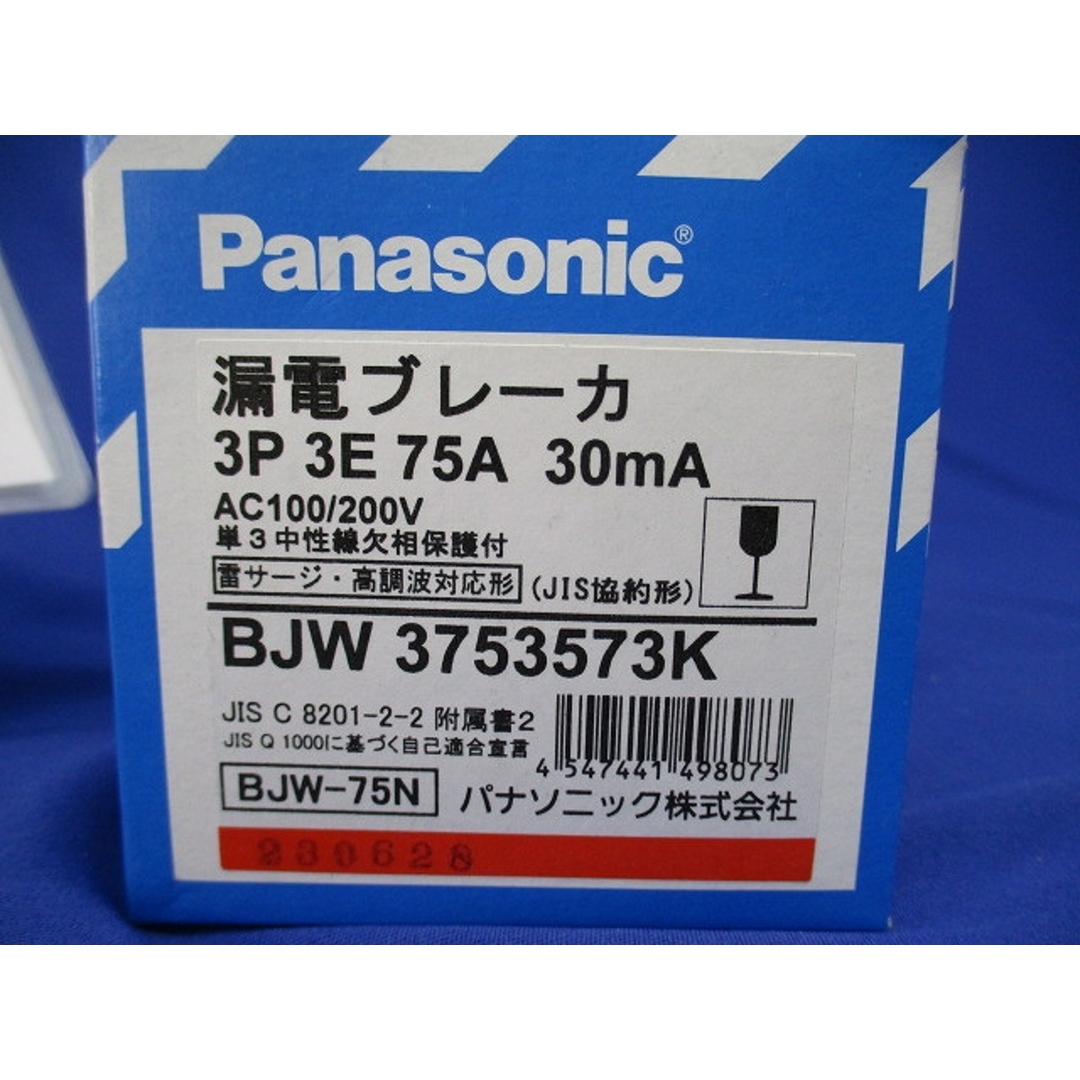 Panasonic®
漏電ブレーカ
3P 3E 75A 30mA
AC100/200V
単3中性線欠相保護付
雷サージ・高調波対応形 (JIS協約形)
BJW 3753573K
JIS C 8201-2-2 附属書2
JIS Q 1000に基づく自己適合宣言
4 547441 498073
BJW-75N パナソニック株式会社
230628